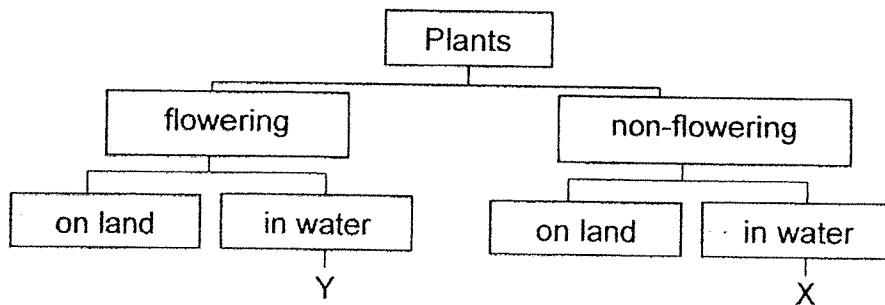 Plants
flowering
non-flowering
on land
in water
on land
in water
Y
X